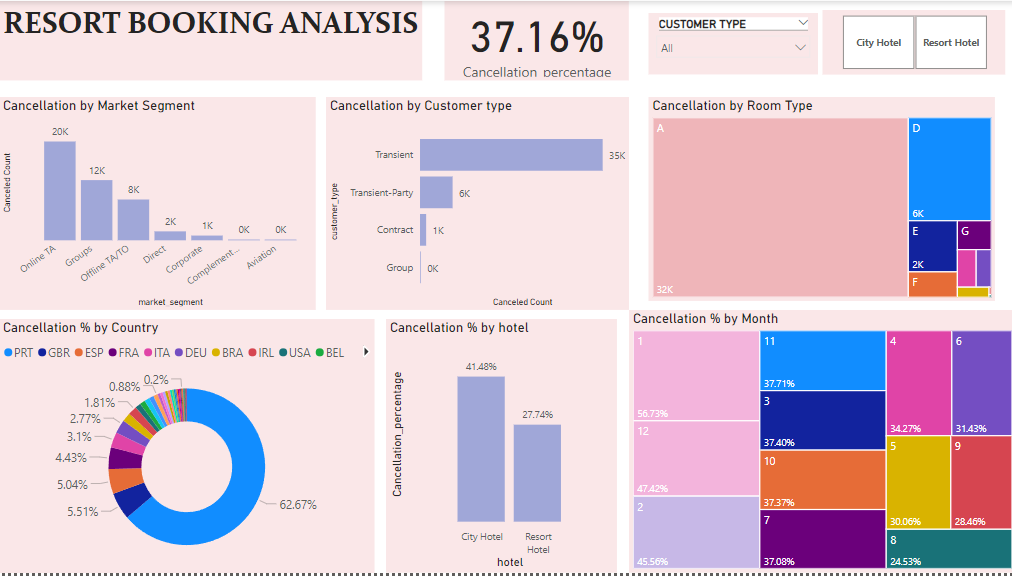 RESORT BOOKING ANALYSIS
37.16%
Cancellation_percentage
CUSTOMER TYPE
All
City Hotel
Resort Hotel
Cancellation by Market Segment
Canceled Count
20K
12K
8K
2K
1K
0K
0K
Online TA
Groups
Offline TA/TO
Direct
Corporate
Complement...
Aviation
market_segment
Cancellation by Customer type
customer_type
Transient
35K
Transient-Party
6K
Contract
1K
Group
0K
Canceled Count
Cancellation by Room Type
A
32K
D
6K
E
2K
F
G
Cancellation % by Country
PRT GBR ESP FRA ITA DEU BRA IRL USA BEL
0.2%
0.88%
1.81%
2.77%
3.1%
4.43%
5.04%
5.51%
62.67%
Cancellation % by hotel
Cancellation_percentage
41.48%
27.74%
City Hotel
Resort
Hotel
hotel
Cancellation % by Month
1
56.73%
12
47.42%
2
45.56%
11
37.71%
3
37.40%
10
37.37%
7
37.08%
4
34.27%
6
31.43%
5
30.06%
9
28.46%
8
24.53%